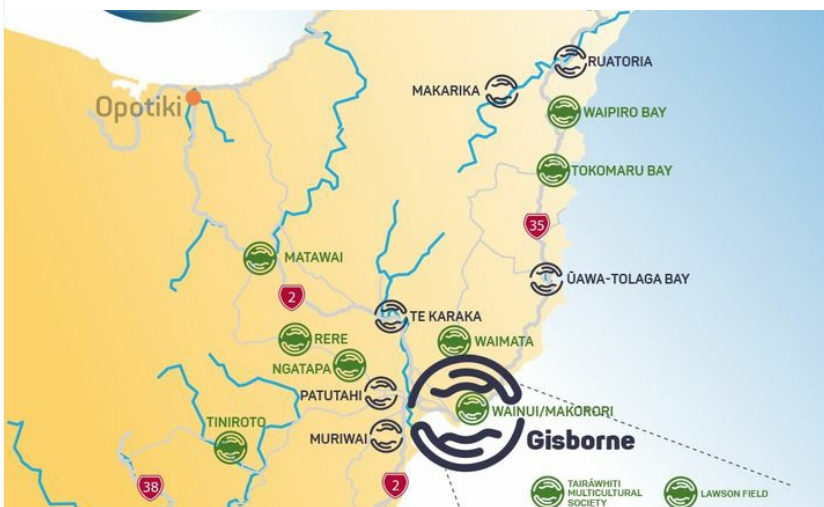 RUATORIA
MAKARIKA
Opotiki
WAIPIRO BAY
TOKOMARU BAY
35
MATAWAI
ŪAWA-TOLAGA BAY
2
TE KARAKA
RERE
WAIMATA
NGATAPA
PATUTAHI
WAINUI/MAKORORI
TINIROTO
MURIWAI
Gisborne
38
2
TAIRĀWHITI
MULTICULTURAL
SOCIETY
LAWSON FIELD